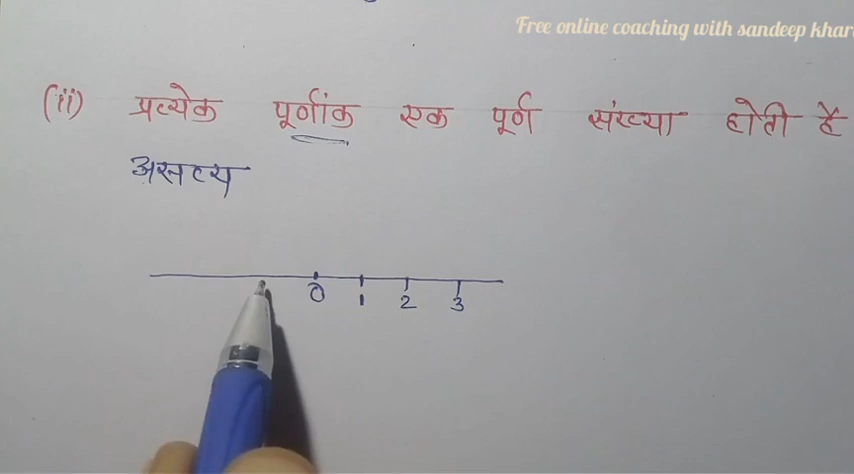 Free online coaching with sandeep khar
(ii) प्रत्येक पूर्णांक एक पूर्ण संख्या होती है
असत्य
0 1 2 3